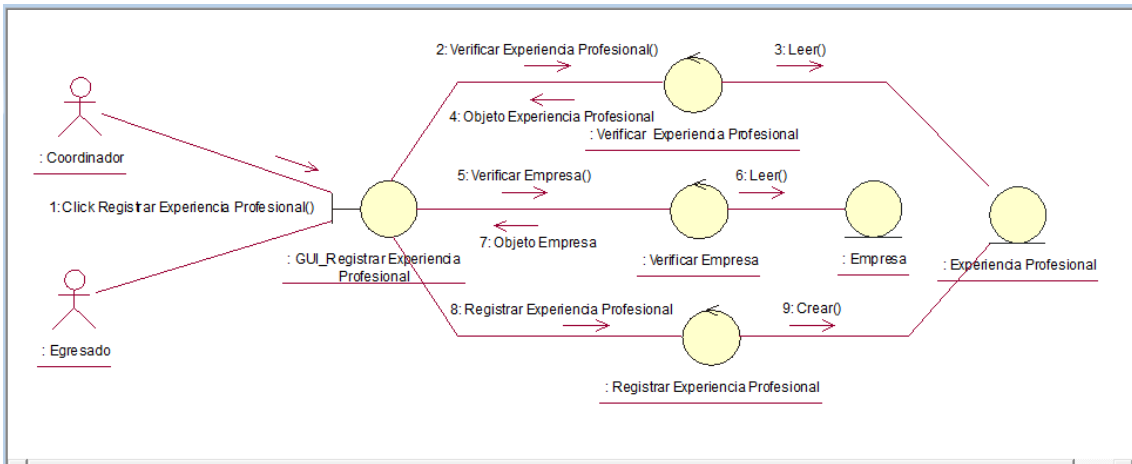 2: Verificar Experiencia Profesional()
3: Leer()
4: Objeto Experiencia Profesional
: Verificar Experiencia Profesional
: Coordinador
5: Verificar Empresa()
6: Leer()
1: Click Registrar Experiencia Profesional()
7: Objeto Empresa
: GUI_Registrar Experiencia
Profesional
: Verificar Empresa
: Empresa
: Experiencia Profesional
8: Registrar Experiencia Profesional
9: Crear()
: Egresado
: Registrar Experiencia Profesional